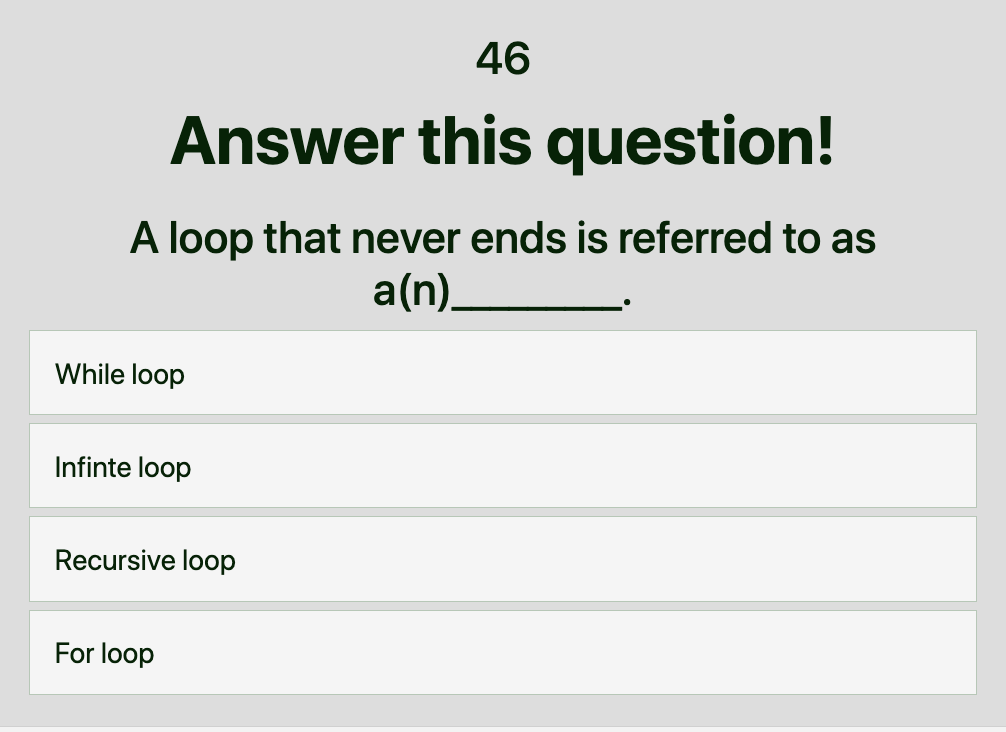 46
Answer this question!
A loop that never ends is referred to as
a(n)_________.
While loop
Infinte loop
Recursive loop
For loop